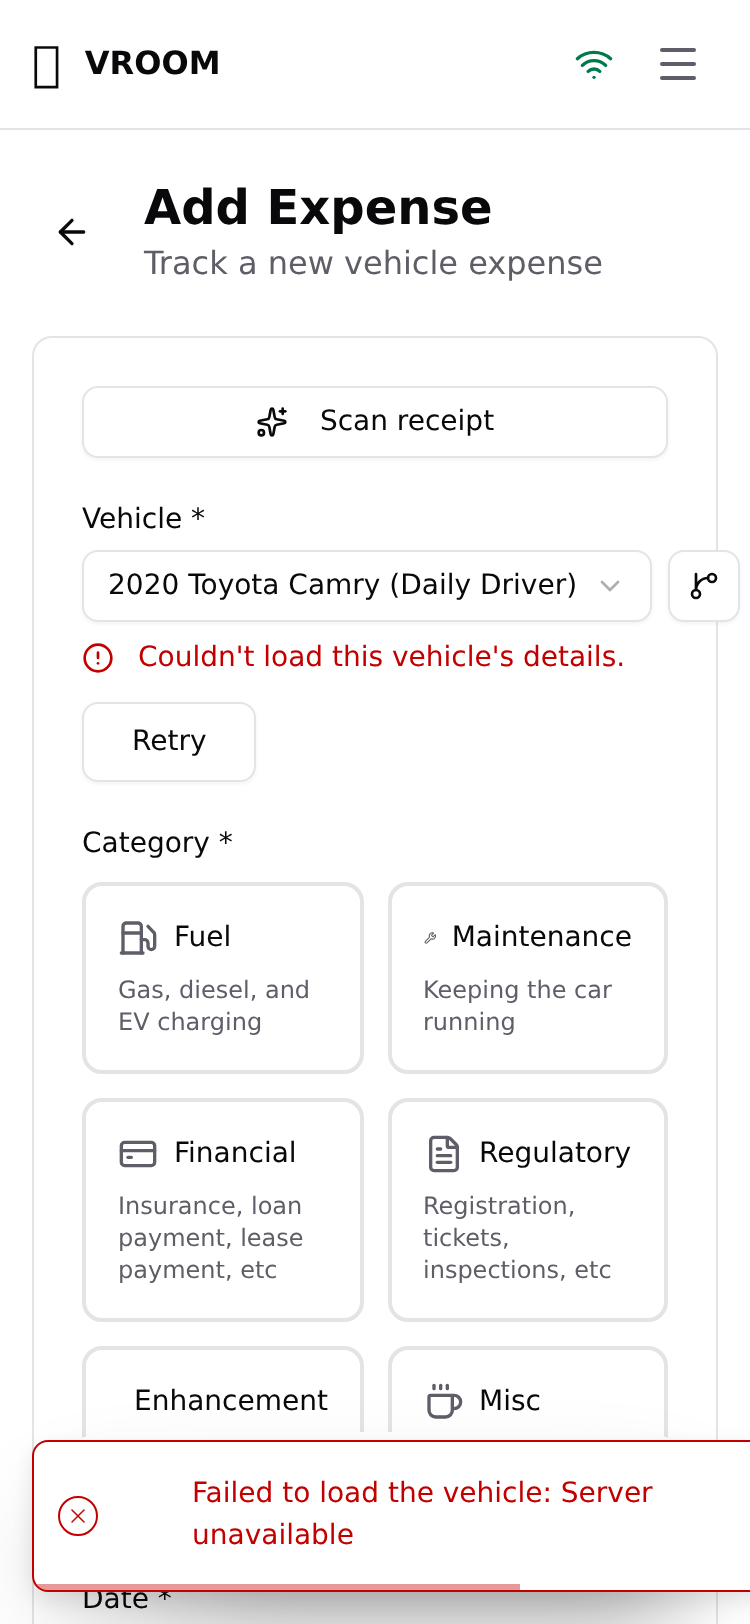 VROOM
Add Expense
Track a new vehicle expense
Scan receipt
Vehicle *
2020 Toyota Camry (Daily Driver)
Couldn't load this vehicle's details.
Retry
Category *
Fuel
Gas, diesel, and
EV charging
Maintenance
Keeping the car
running
Financial
Insurance, loan
payment, lease
payment, etc
Regulatory
Registration,
tickets,
inspections, etc
Enhancement
Misc
Failed to load the vehicle: Server
unavailable
Date *